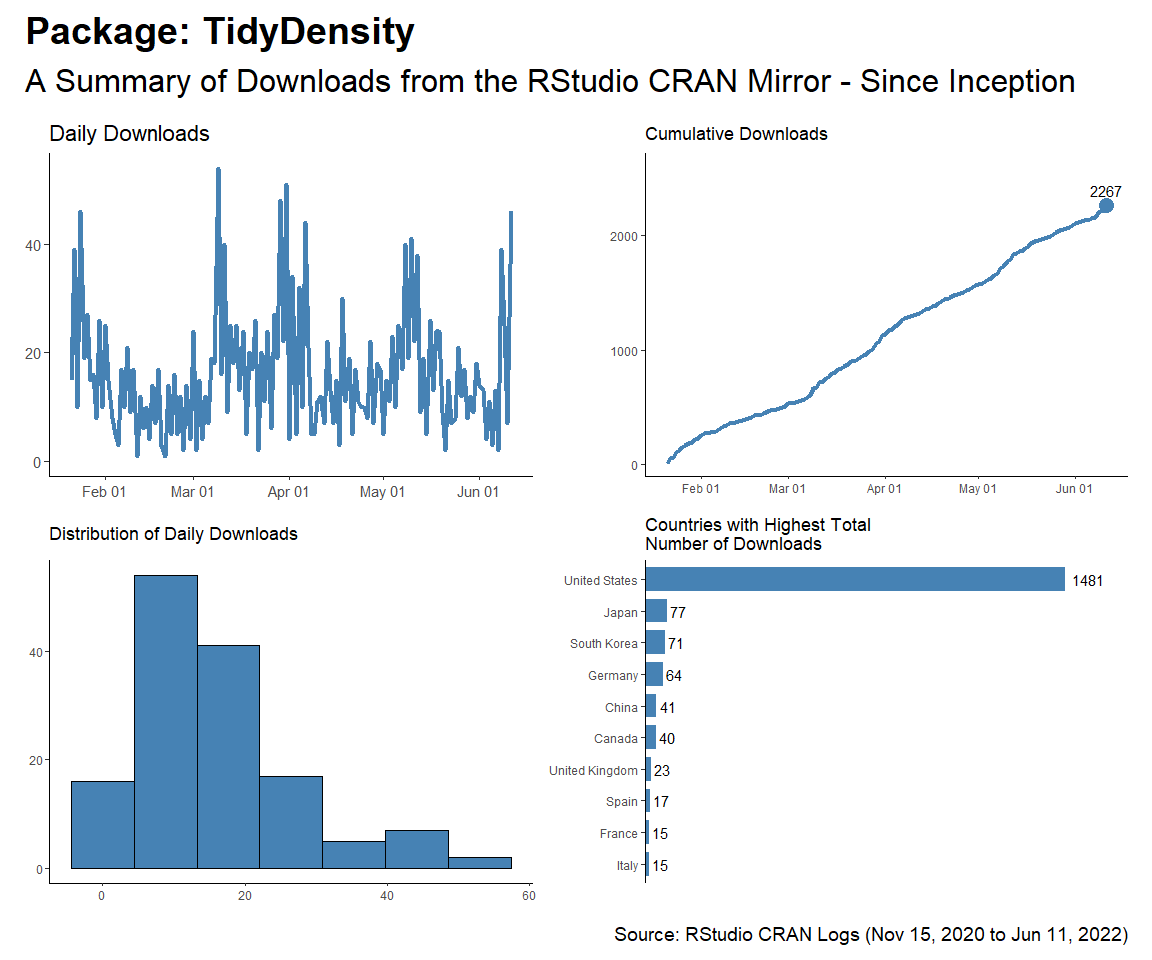 Package: TidyDensity
A Summary of Downloads from the RStudio CRAN Mirror - Since Inception
Daily Downloads
40
20
0
Feb 01 Mar 01 Apr 01 May 01 Jun 01
Cumulative Downloads
2267
2000
1000
0
Feb 01 Mar 01 Apr 01 May 01 Jun 01
Distribution of Daily Downloads
40
20
0
0 20 40 60
Countries with Highest Total
Number of Downloads
United States 1481
Japan 77
South Korea 71
Germany 64
China 41
Canada 40
United Kingdom 23
Spain 17
France 15
Italy 15
Source: RStudio CRAN Logs (Nov 15, 2020 to Jun 11, 2022)